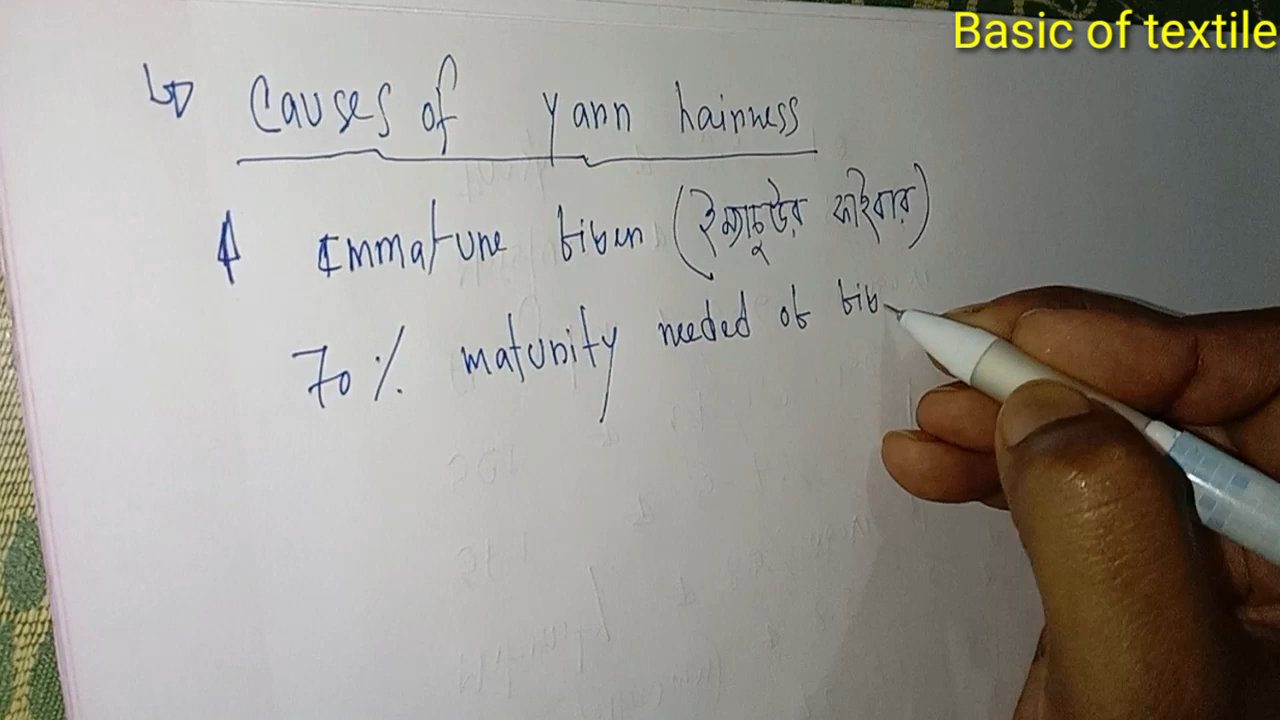 Basic of textile
Causes of Yarn hairness
Immature fiber (ইম্যাচুউর ফাইবার)
70% maturity needed of fib